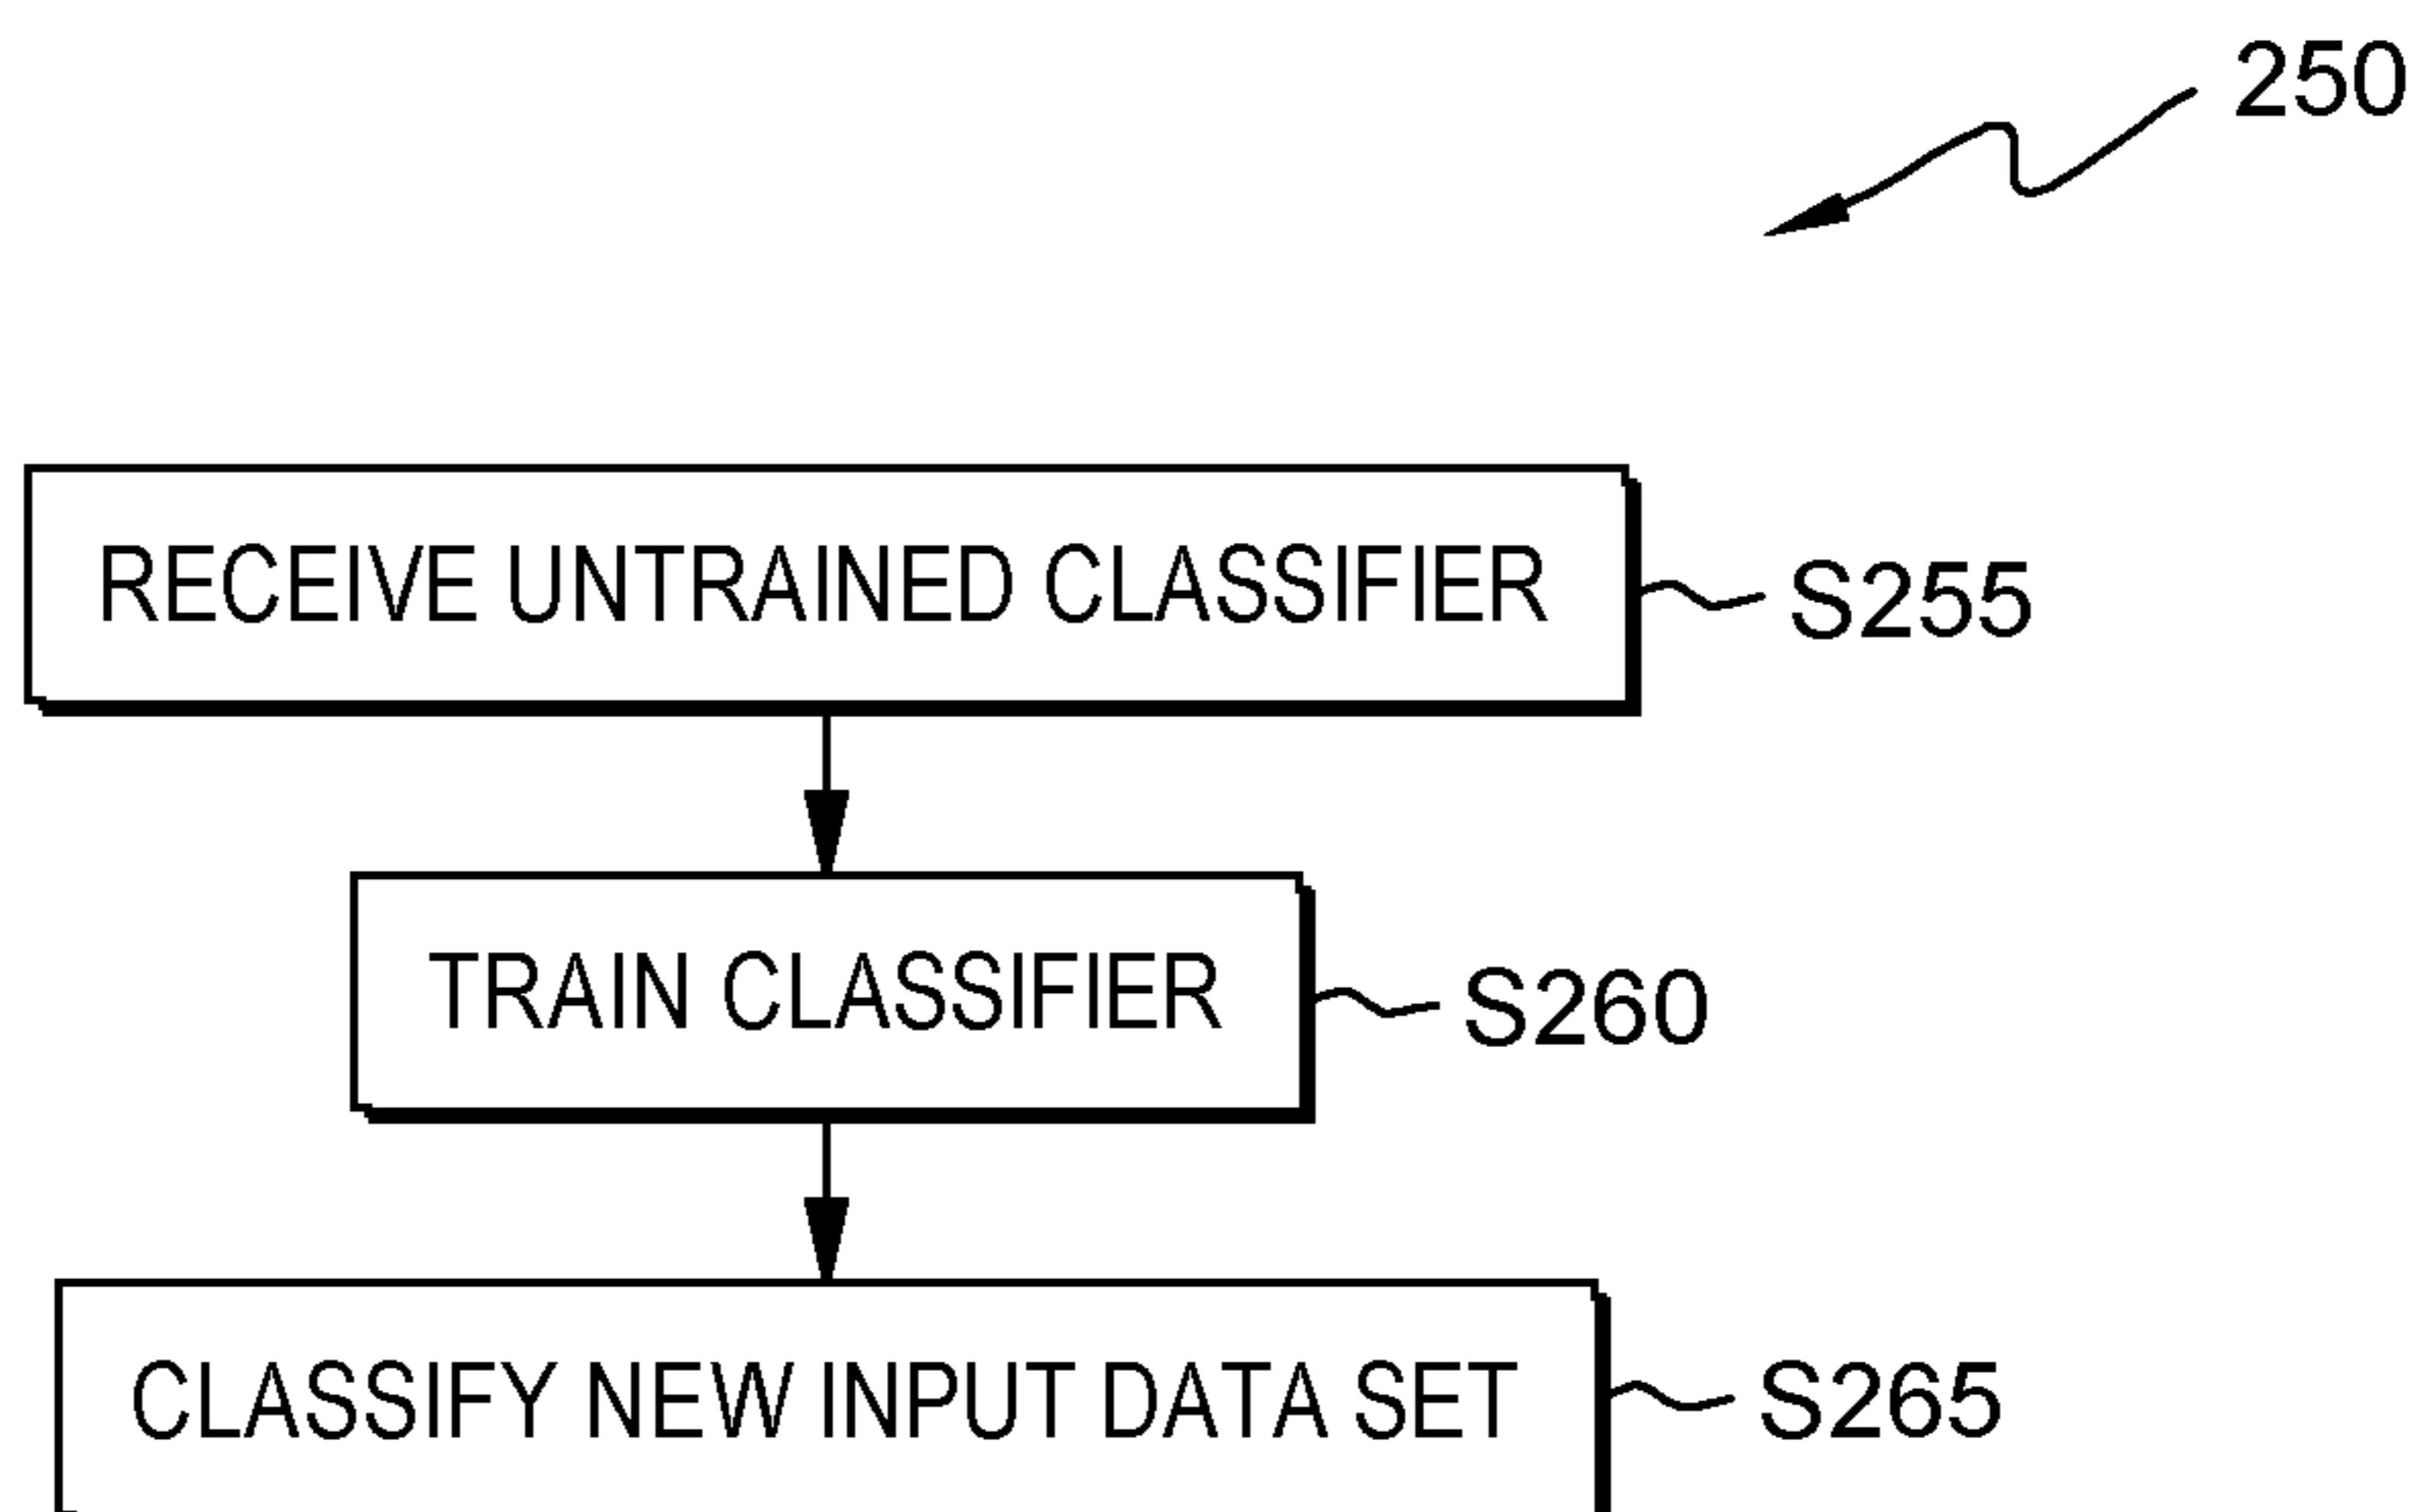 250
RECEIVE UNTRAINED CLASSIFIER
S255
TRAIN CLASSIFIER
S260
CLASSIFY NEW INPUT DATA SET
S265